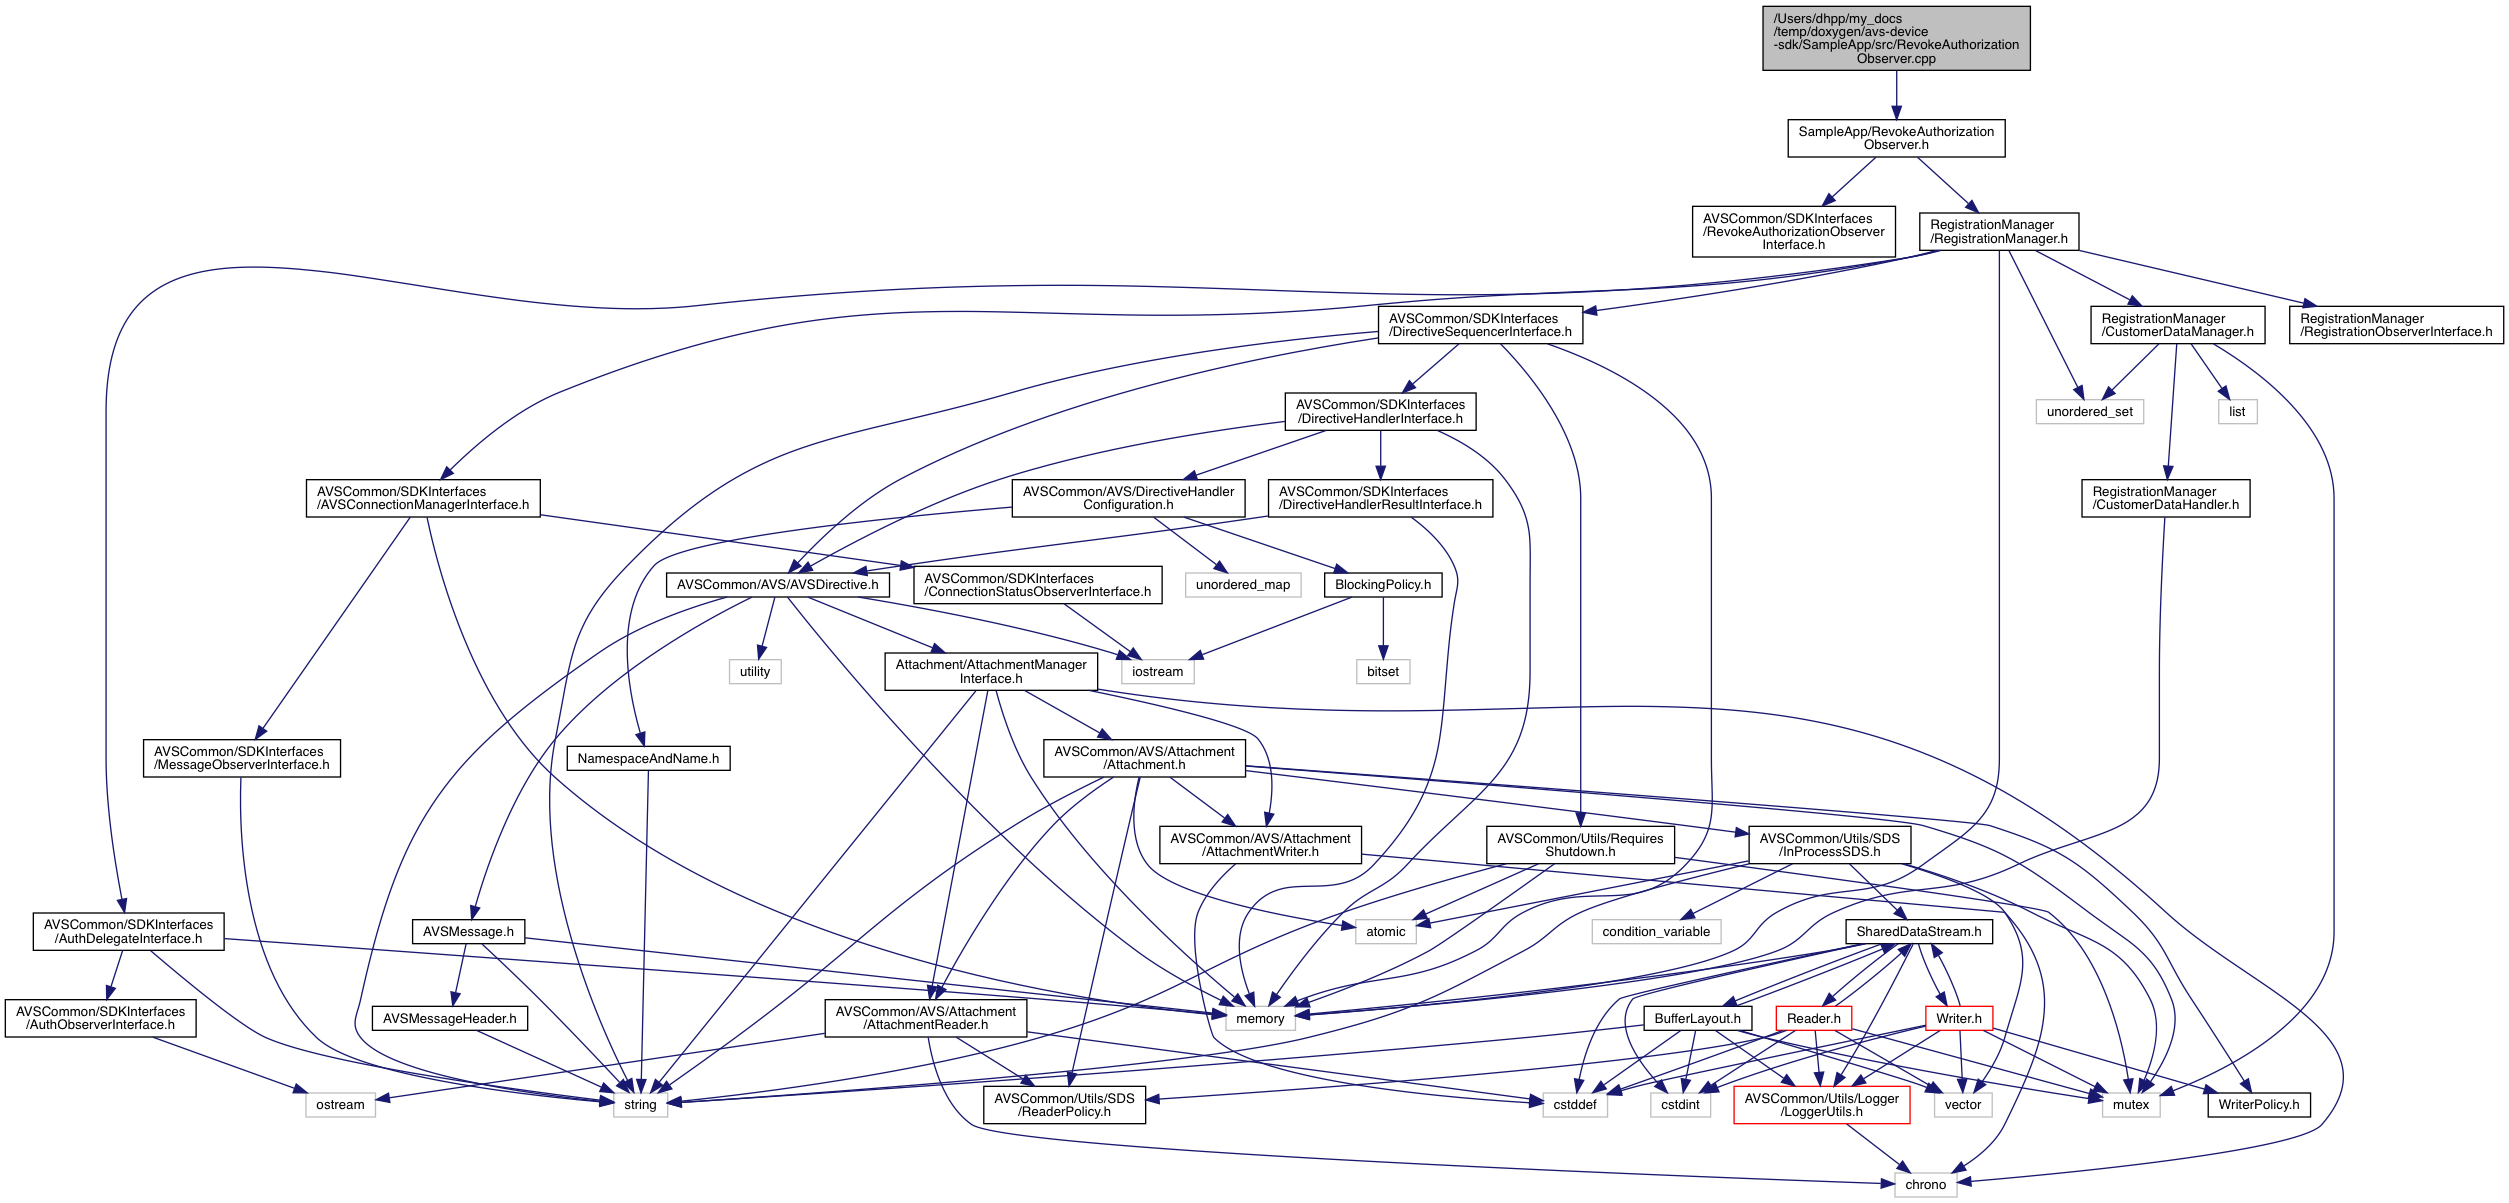 /Users/dhpp/my_docs
/temp/doxygen/avs-device
-sdk/SampleApp/src/RevokeAuthorization
Observer.cpp
SampleApp/RevokeAuthorization
Observer.h
AVSCommon/SDKInterfaces
/RevokeAuthorizationObserver
Interface.h
RegistrationManager
/RegistrationManager.h
AVSCommon/SDKInterfaces
/DirectiveSequencerInterface.h
RegistrationManager
/CustomerDataManager.h
RegistrationManager
/RegistrationObserverInterface.h
AVSCommon/SDKInterfaces
/DirectiveHandlerInterface.h
unordered_set
list
AVSCommon/SDKInterfaces
/AVSConnectionManagerInterface.h
AVSCommon/AVS/DirectiveHandler
Configuration.h
AVSCommon/SDKInterfaces
/DirectiveHandlerResultInterface.h
RegistrationManager
/CustomerDataHandler.h
AVSCommon/AVS/AVSDirective.h
AVSCommon/SDKInterfaces
/ConnectionStatusObserverInterface.h
unordered_map
BlockingPolicy.h
utility
Attachment/AttachmentManager
Interface.h
iostream
bitset
AVSCommon/SDKInterfaces
/MessageObserverInterface.h
NamespaceAndName.h
AVSCommon/AVS/Attachment
/Attachment.h
AVSCommon/AVS/Attachment
/AttachmentWriter.h
AVSCommon/Utils/Requires
Shutdown.h
AVSCommon/Utils/SDS
/InProcessSDS.h
AVSCommon/SDKInterfaces
/AuthDelegateInterface.h
AVSMessage.h
atomic
condition_variable
SharedDataStream.h
AVSCommon/SDKInterfaces
/AuthObserverInterface.h
AVSMessageHeader.h
AVSCommon/AVS/Attachment
/AttachmentReader.h
memory
BufferLayout.h
Reader.h
Writer.h
ostream
string
AVSCommon/Utils/SDS
/ReaderPolicy.h
cstddef
cstdint
AVSCommon/Utils/Logger
/LoggerUtils.h
vector
mutex
WriterPolicy.h
chrono